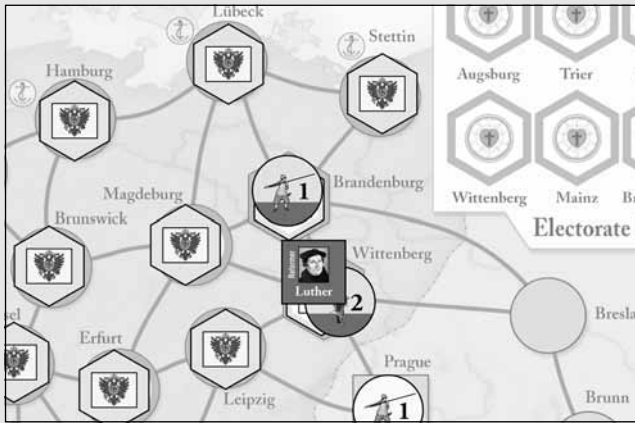 Lübeck
Stettin
Hamburg
Augsburg
Trier
Wittenberg
Mainz
Electorate
Brandenburg
1
Magdeburg
Brunswick
Wittenberg
Reformer
Luther
2
Erfurt
Leipzig
Prague
1
Brunn